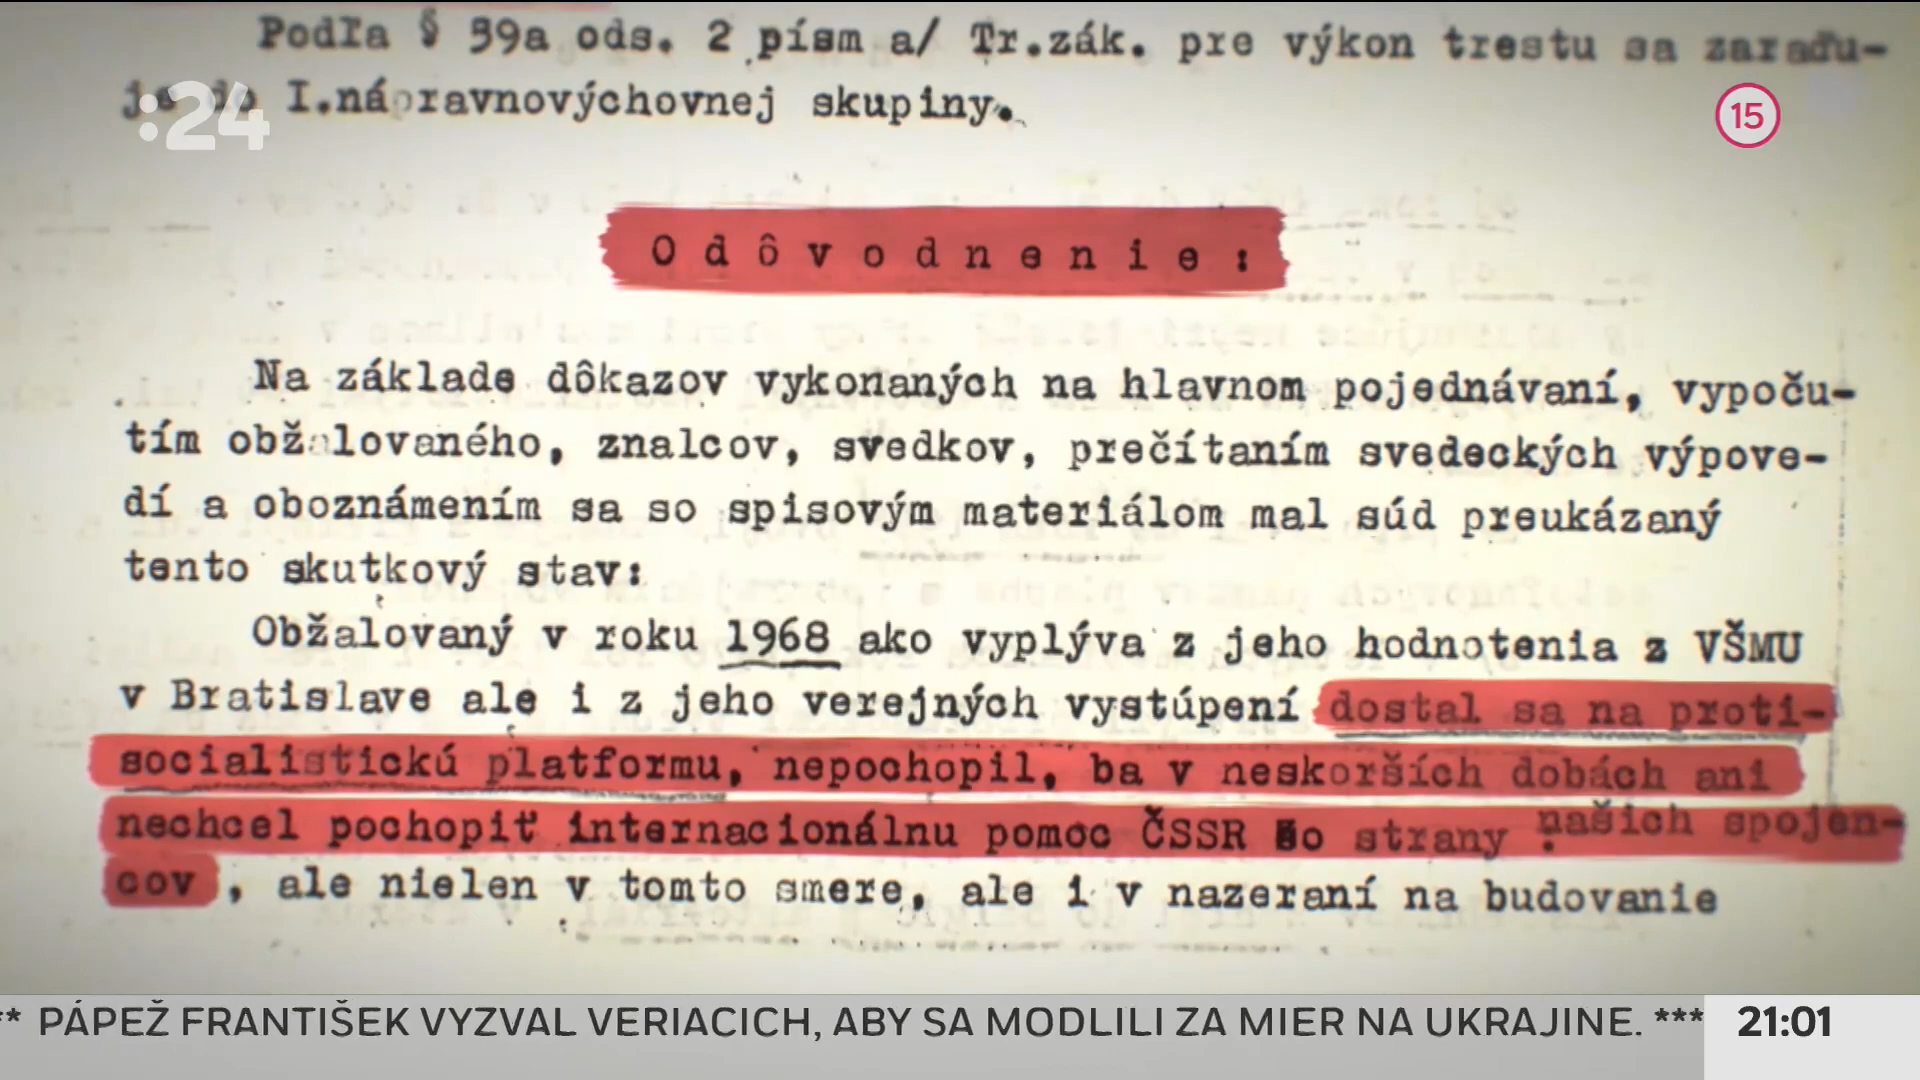 Podľa § 39a ods. 2 písm a/ Tr.zák. pre výkon trestu sa zaraďu-
je do I.nápravnovýchovnej skupiny.
:24
15
Odôvodnenie:
Na základe dôkazov vykonaných na hlavnom pojednávaní, vypoču-
tím obžalovaného, znalcov, svedkov, prečítaním svedeckých výpove-
dí a oboznámením sa so spisovým materiálom mal súd preukázaný
tento skutkový stav:
Obžalovaný v roku 1968 ako vyplýva z jeho hodnotenia z VŠMU
v Bratislave ale i z jeho verejných vystúpení dostal sa na proti-
socialistickú platformu, nepochopil, ba v neskorších dobách ani
nechcel pochopiť internacionálnu pomoc ČSSR so strany našich spojen-
cov , ale nielen v tomto smere, ale i v nazeraní na budovanie
** PÁPEŽ FRANTIŠEK VYZVAL VERIACICH, ABY SA MODLILI ZA MIER NA UKRAJINE. ***
21:01